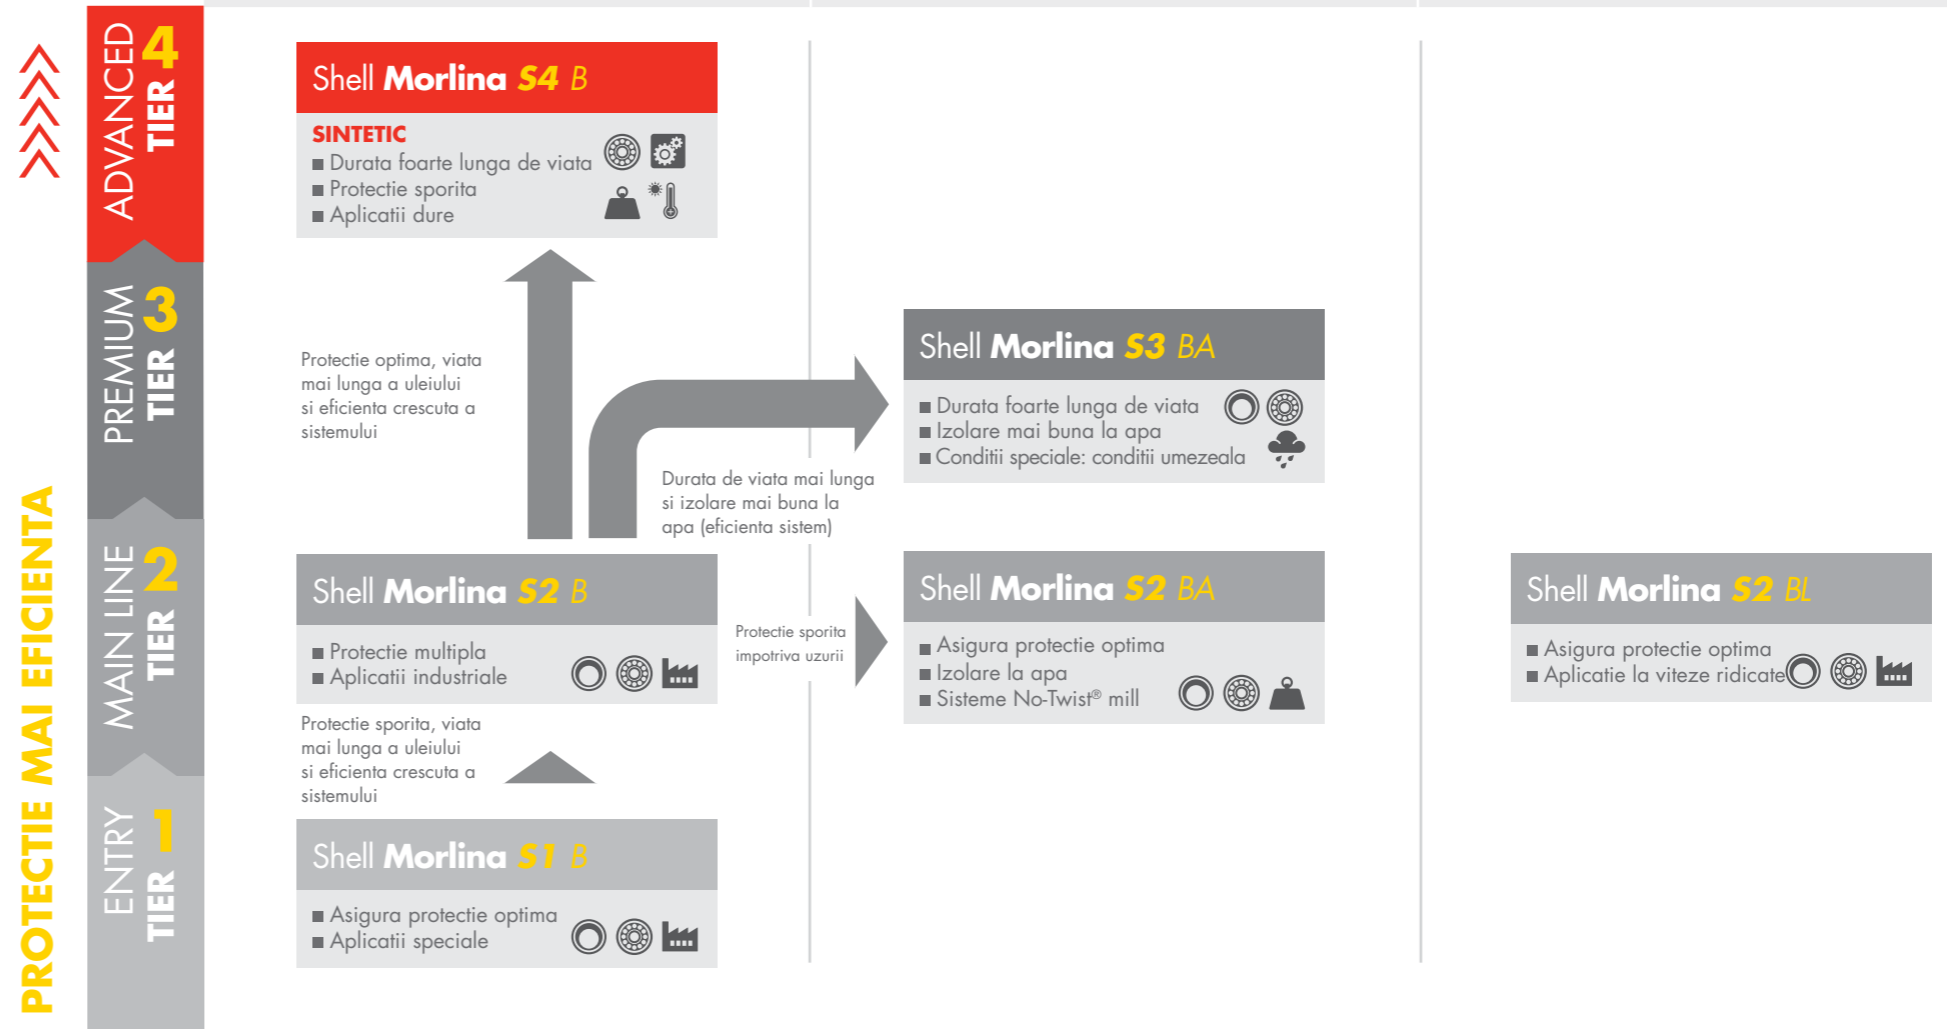 PROTECTIE MAI EFICIENTA
ADVANCED
TIER 4
PREMIUM
TIER 3
MAIN LINE
TIER 2
ENTRY
TIER 1
Shell Morlina S4 B
SINTETIC
■ Durata foarte lunga de viata
■ Protectie sporita
■ Aplicatii dure
Protectie optima, viata
mai lunga a uleiului
si eficienta crescuta a
sistemului
Durata de viata mai lunga
si izolare mai buna la
apa (eficienta sistem)
Shell Morlina S3 BA
■ Durata foarte lunga de viata
■ Izolare mai buna la apa
■ Conditii speciale: conditii umezeala
Shell Morlina S2 B
■ Protectie multipla
■ Aplicatii industriale
Protectie sporita
impotriva uzurii
Shell Morlina S2 BA
■ Asigura protectie optima
■ Izolare la apa
■ Sisteme No-Twist® mill
Shell Morlina S2 BL
■ Asigura protectie optima
■ Aplicatie la viteze ridicate
Protectie sporita, viata
mai lunga a uleiului
si eficienta crescuta a
sistemului
Shell Morlina S1 B
■ Asigura protectie optima
■ Aplicatii speciale